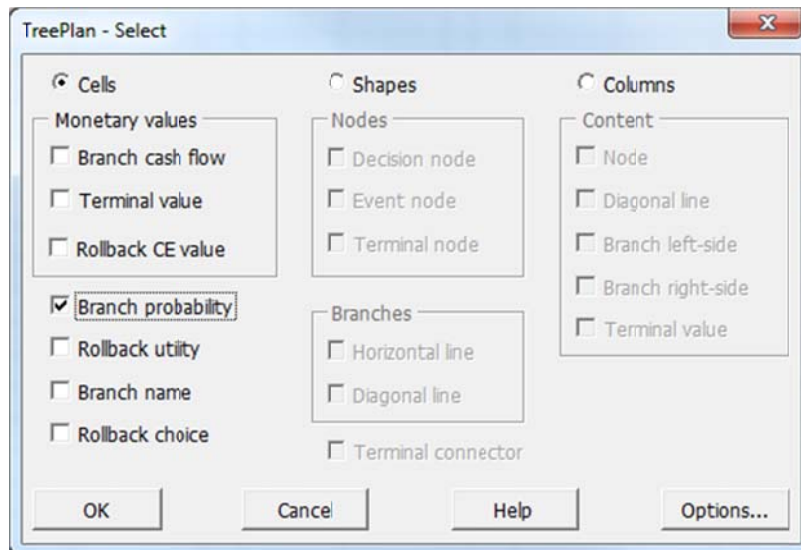 TreePlan - Select
Cells
Shapes
Columns
Monetary values
Branch cash flow
Terminal value
Rollback CE value
Branch probability
Rollback utility
Branch name
Rollback choice
Nodes
Decision node
Event node
Terminal node
Branches
Horizontal line
Diagonal line
Terminal connector
Content
Node
Diagonal line
Branch left-side
Branch right-side
Terminal value
OK
Cancel
Help
Options...